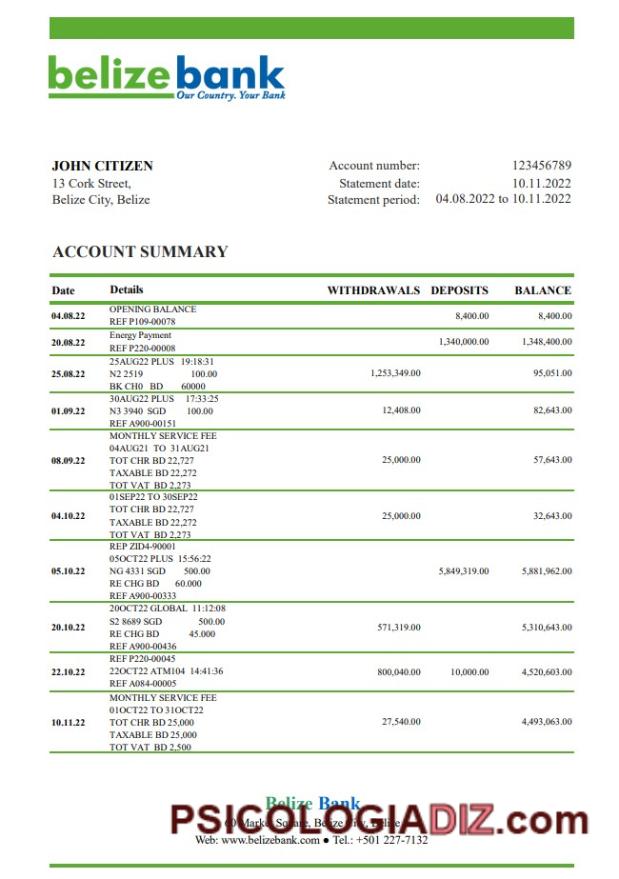 belizebank
Our Country. Your Bank
JOHN CITIZEN
13 Cork Street,
Belize City, Belize
Account number: 123456789
Statement date: 10.11.2022
Statement period: 04.08.2022 to 10.11.2022
ACCOUNT SUMMARY
Date Details WITHDRAWALS DEPOSITS BALANCE
OPENING BALANCE
04.08.22 8,400.00 8,400.00
REF P109-00078
Energy Payment
20.08.22 1,340,000.00 1,348,400.00
REF P220-00008
25AUG22 PLUS 19:18:31
25.08.22 N2 2519 100.00 1,253,349.00 95,051.00
BK CH0 BD 60000
30AUG22 PLUS 17:33:25
01.09.22 N3 3940 SGD 100.00 12,408.00 82,643.00
REF A900-00151
MONTHLY SERVICE FEE
04AUG21 TO 31AUG21
08.09.22 TOT CHR BD 22,727 25,000.00 57,643.00
TAXABLE BD 22,272
TOT VAT BD 2,273
01SEP22 TO 30SEP22
TOT CHR BD 22,727
04.10.22 25,000.00 32,643.00
TAXABLE BD 22,272
TOT VAT BD 2,273
REP ZID4-90001
05OCT22 PLUS 15:56:22
05.10.22 NG 4331 SGD 500.00 5,849,319.00 5,881,962.00
RE CHG BD 60.000
REF A900-00333
20OCT22 GLOBAL 11:12:08
S2 8689 SGD 500.00
20.10.22 571,319.00 5,310,643.00
RE CHG BD 45.000
REF A900-00436
REF P220-00045
22.10.22 22OCT22 ATM104 14:41:36 800,040.00 10,000.00 4,520,603.00
REF A084-00005
MONTHLY SERVICE FEE
01OCT22 TO 31OCT22
10.11.22 TOT CHR BD 25,000 27,540.00 4,493,063.00
TAXABLE BD 25,000
TOT VAT BD 2,500
Belize Bank
60 Market Square, Belize City, Belize
PSICOLOGIADIZ.com
Web: www.belizebank.com ● Tel.: +501 227-7132